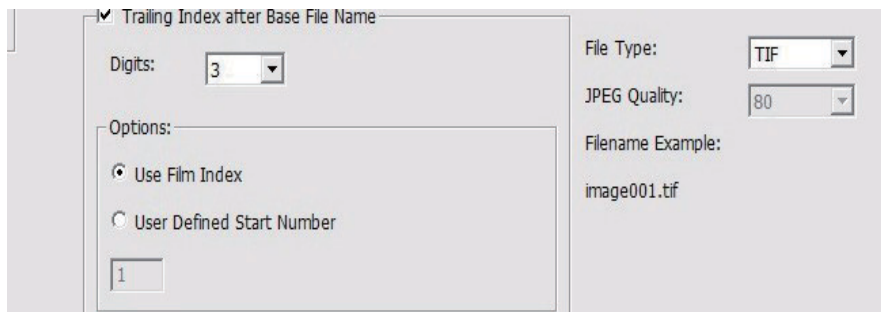 Trailing Index after Base File Name
Digits:
3
Options:
Use Film Index
User Defined Start Number
1
File Type:
TIF
JPEG Quality:
80
Filename Example:
image001.tif